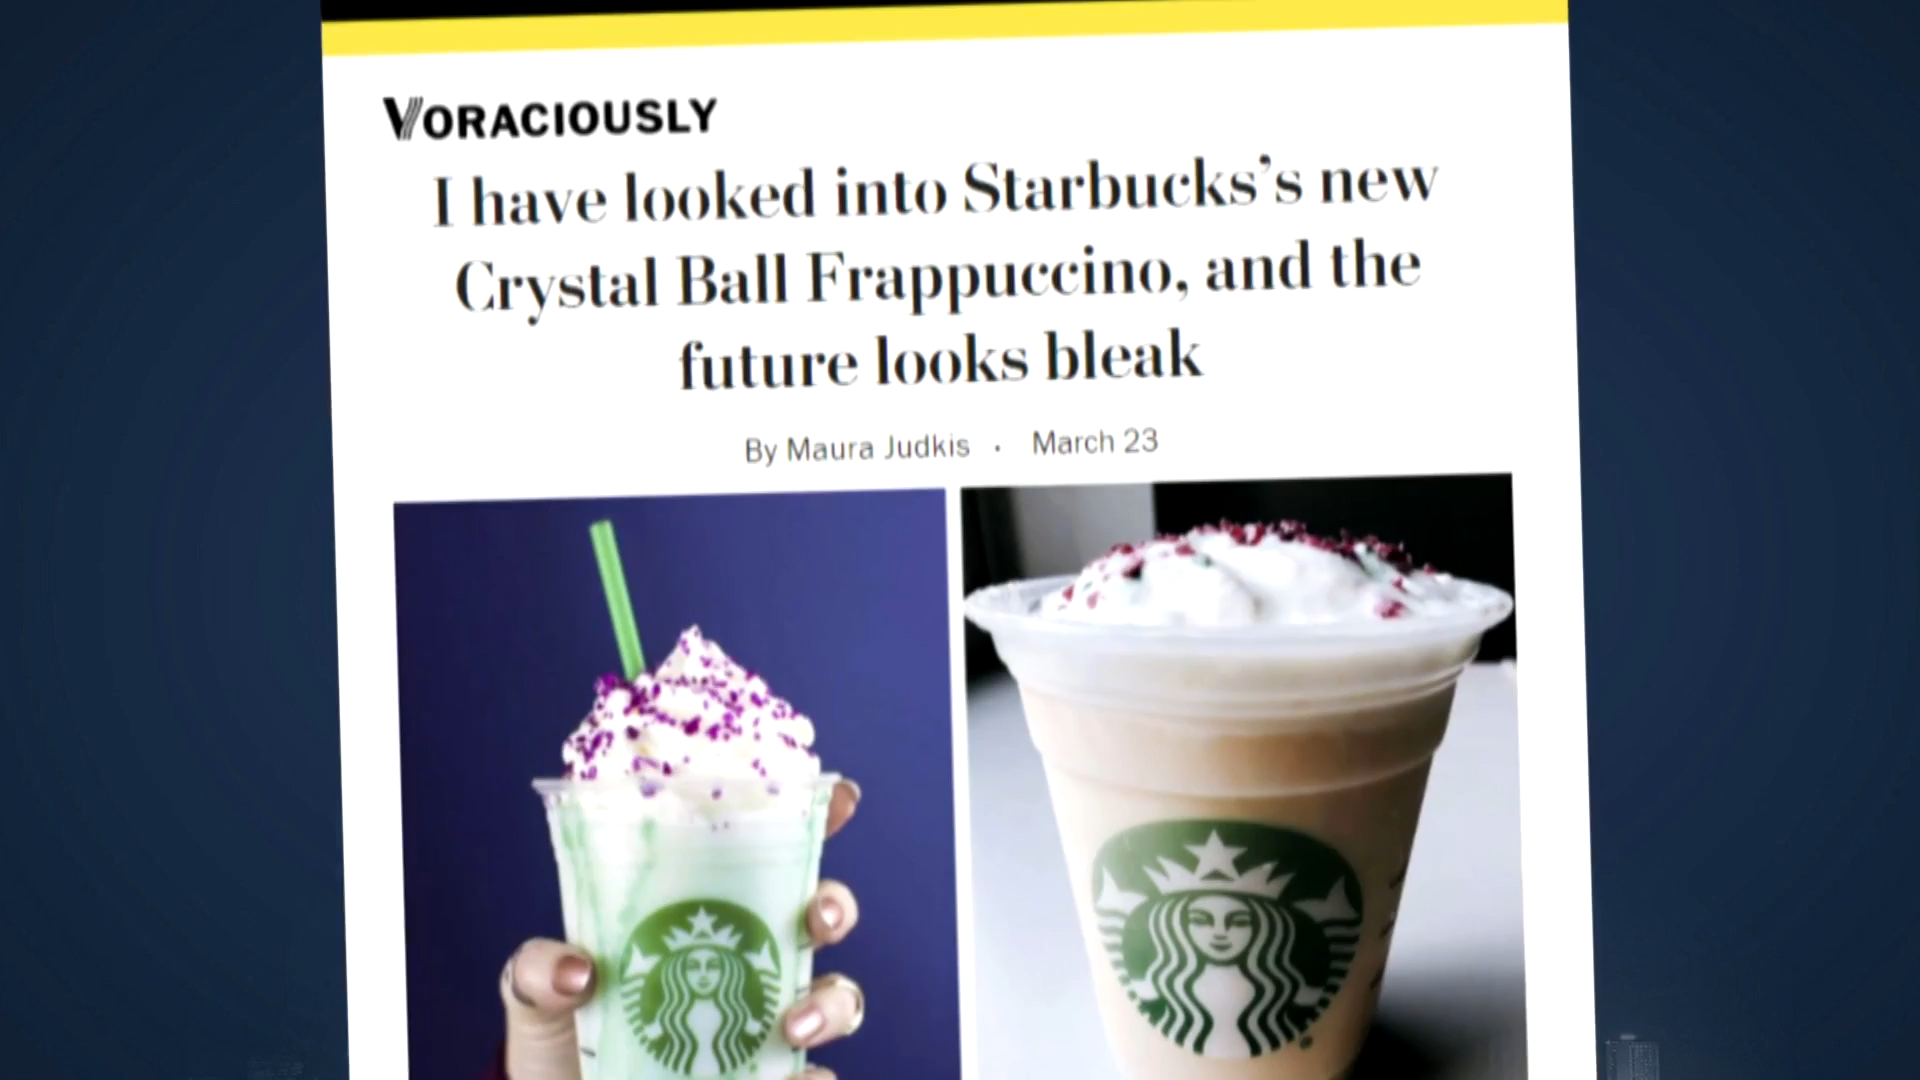 VORACIOUSLY
I have looked into Starbucks’s new
Crystal Ball Frappuccino, and the
future looks bleak
By Maura Judkis · March 23